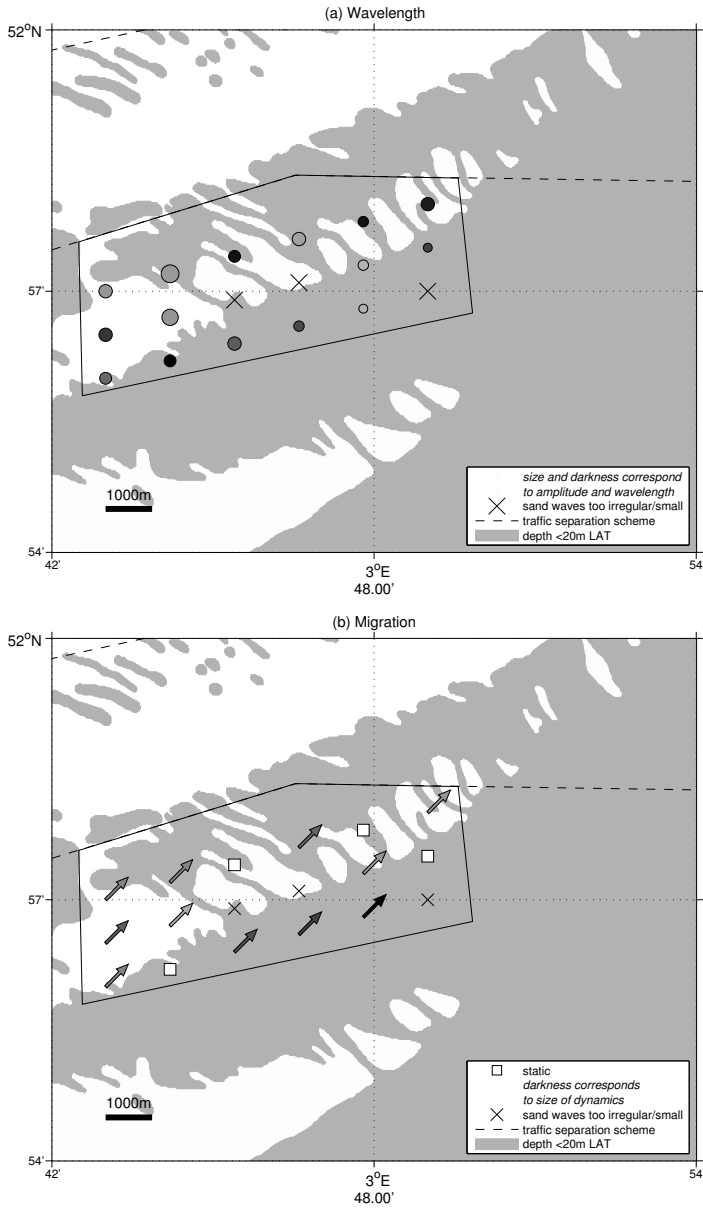 (a) Wavelength
52°N
57'
1000m
size and darkness correspond
to amplitude and wavelength
sand waves too irregular/small
traffic separation scheme
depth <20m LAT
54'
42'
3°E
48.00'
54
(b) Migration
52°N
57'
1000m
static
darkness corresponds
to size of dynamics
sand waves too irregular/small
traffic separation scheme
depth <20m LAT
54'
42'
3°E
48.00'
54